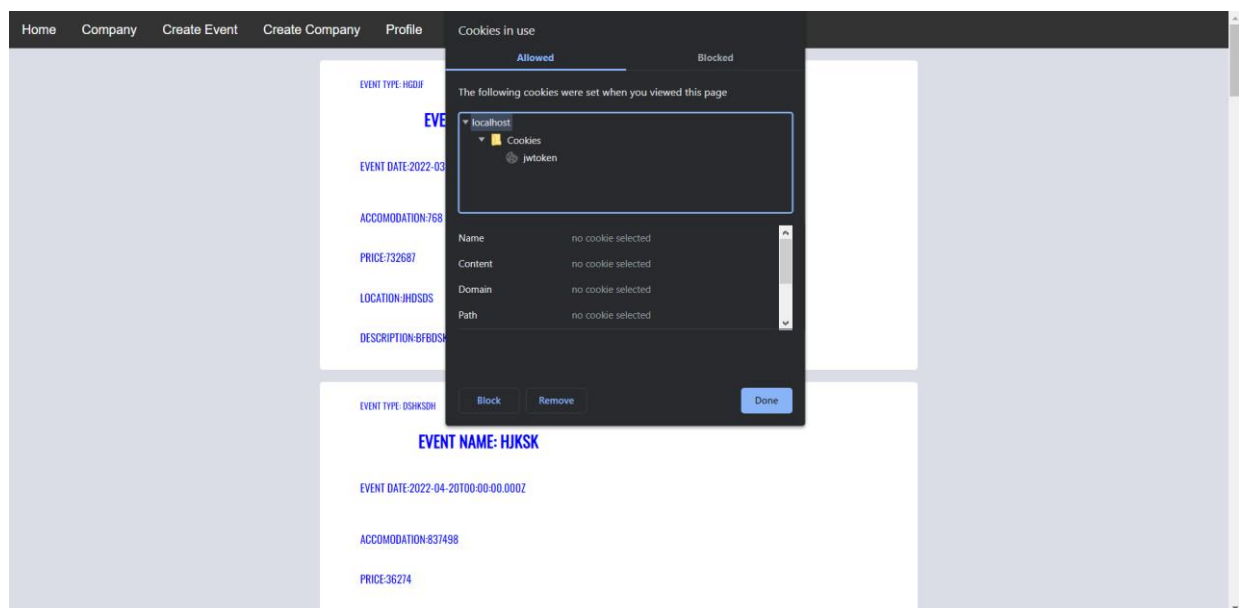 Home Company Create Event Create Company Profile
Cookies in use
Allowed Blocked
The following cookies were set when you viewed this page
localhost
Cookies
jwtoken
Name no cookie selected
Content no cookie selected
Domain no cookie selected
Path no cookie selected
Block Remove Done
EVENT TYPE: HGDJF
EVE
EVENT DATE:2022-03
ACCOMODATION:768
PRICE:732687
LOCATION:JHDSDS
DESCRIPTION:BFBDSK
EVENT TYPE: DSHKSDH
EVENT NAME: HJKSK
EVENT DATE:2022-04-20T00:00:00.000Z
ACCOMODATION:837498
PRICE:36274